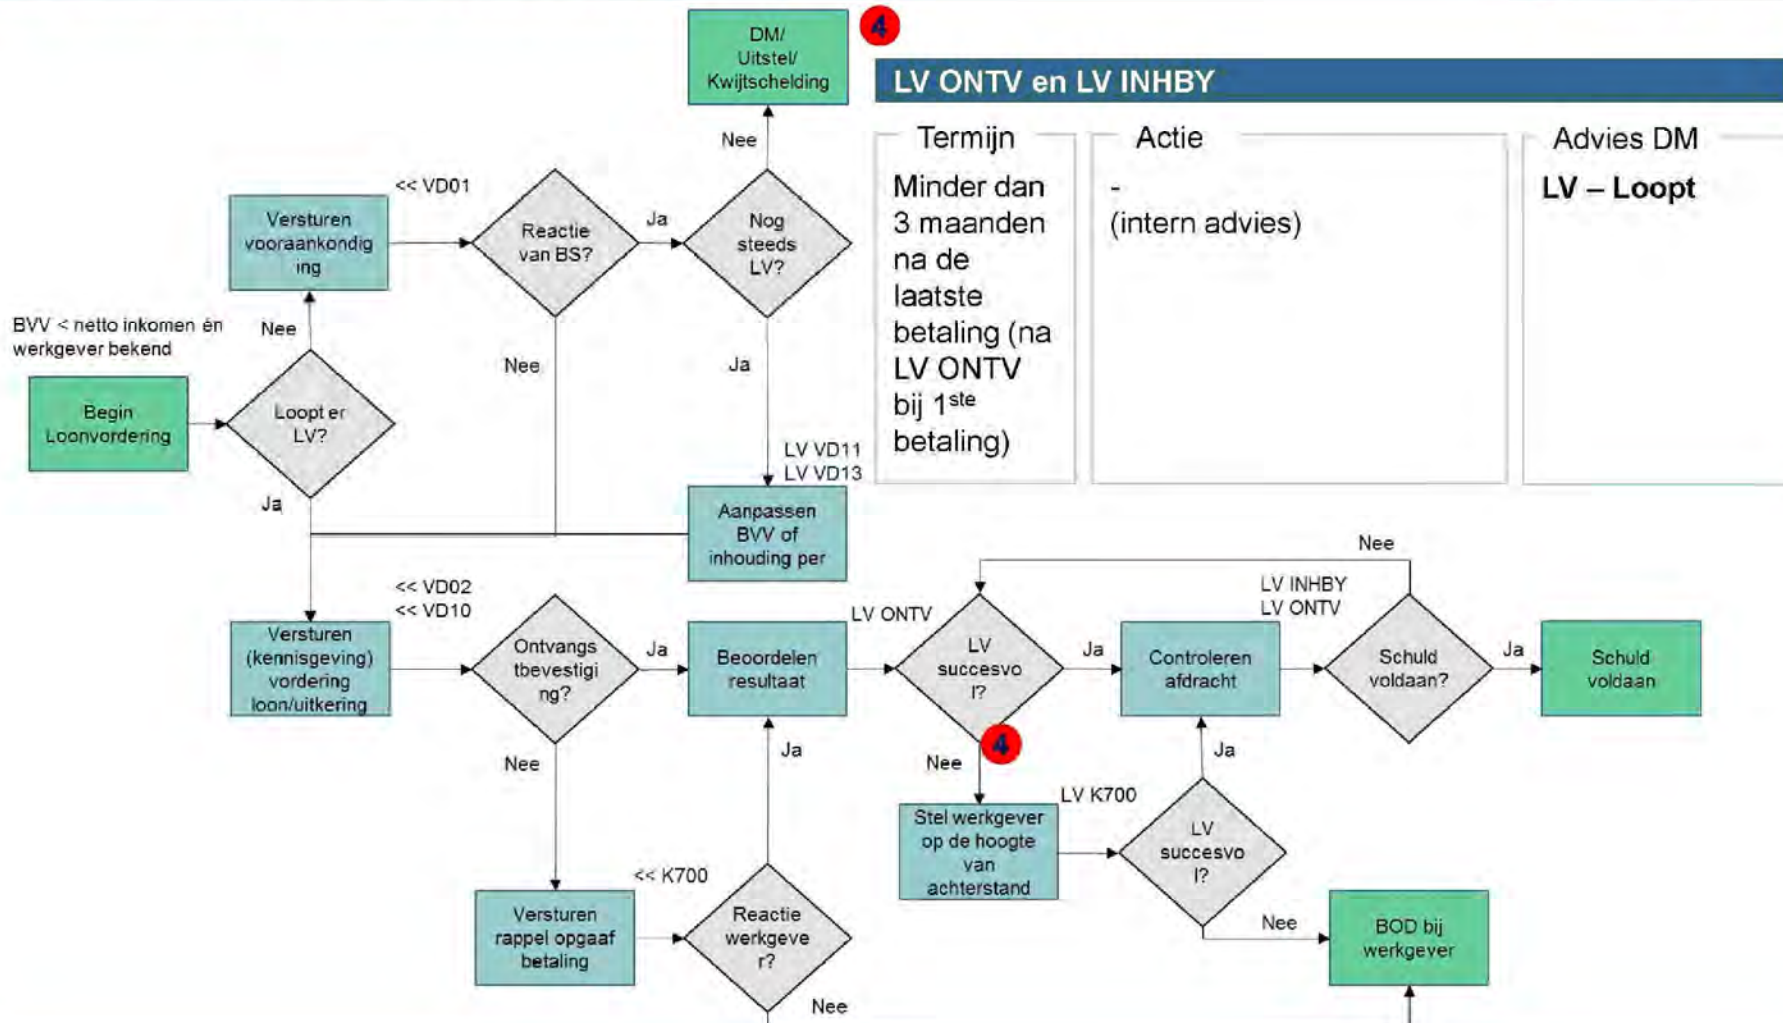 DM/
Uitstel/
Kwijtschelding
4
LV ONTV en LV INHBY
Termijn
Minder dan
3 maanden
na de
laatste
betaling (na
LV ONTV
bij 1ste
betaling)
Actie
-
(intern advies)
Advies DM
LV – Loopt
Nee
<< VD01
Versturen
vooraankondig
ing
Reactie
van BS?
Ja
Nog
steeds
LV?
BVV < netto inkomen én
werkgever bekend
Nee
Nee
Ja
Begin
Loonvordering
Loopt er
LV?
LV VD11
LV VD13
Ja
Aanpassen
BVV of
inhouding per
Nee
<< VD02
<< VD10
LV INHBY
LV ONTV
LV ONTV
Versturen
(kennisgeving)
vordering
loon/uitkering
Ontvangs
tbevestigi
ng?
Ja
Beoordelen
resultaat
LV
succesvo
l?
Ja
Controleren
afdracht
Schuld
voldaan?
Ja
Schuld
voldaan
4
Nee
Ja
Nee
Ja
LV K700
Stel werkgever
op de hoogte
van
achterstand
LV
succesvo
l?
<< K700
Versturen
rappel opgaaf
betaling
Reactie
werkgeve
r?
Nee
BOD bij
werkgever
Nee